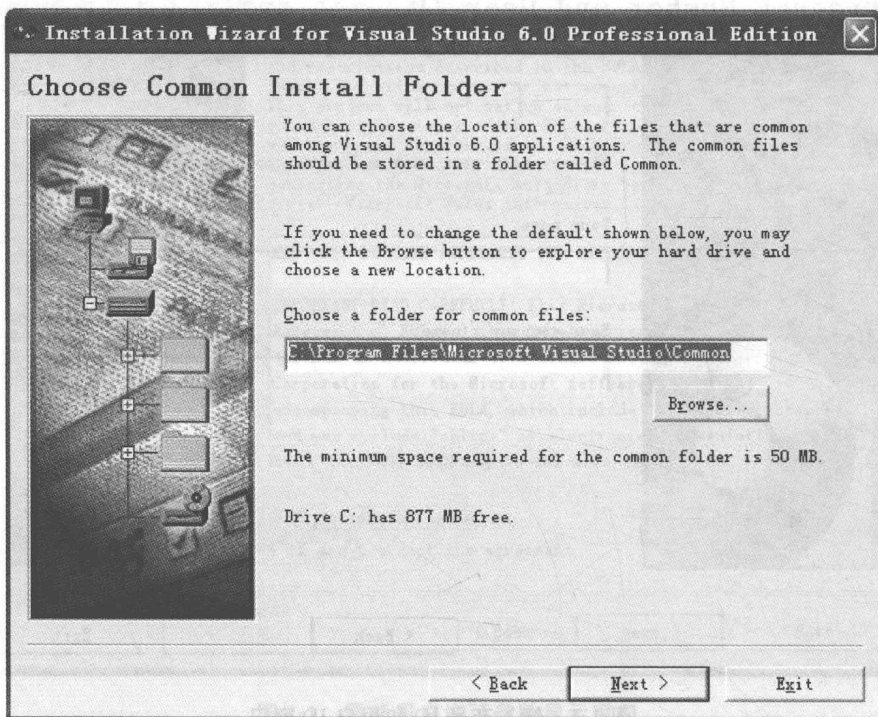 Installation Wizard for Visual Studio 6.0 Professional Edition
Choose Common Install Folder
You can choose the location of the files that are common
among Visual Studio 6.0 applications. The common files
should be stored in a folder called Common.
If you need to change the default shown below, you may
click the Browse button to explore your hard drive and
choose a new location.
Choose a folder for common files:
C:\Program Files\Microsoft Visual Studio\Common
Browse...
The minimum space required for the common folder is 50 MB.
Drive C: has 877 MB free.
< Back
Next >
Exit